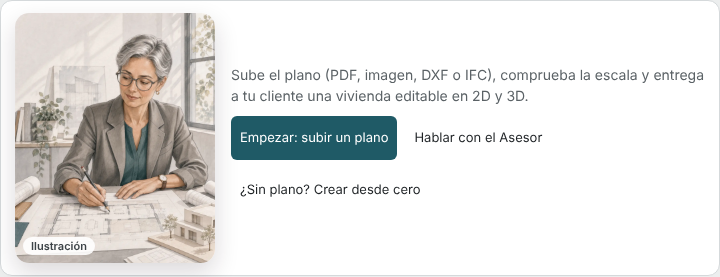 Sube el plano (PDF, imagen, DXF o IFC), comprueba la escala y entrega
a tu cliente una vivienda editable en 2D y 3D.
Empezar: subir un plano
Hablar con el Asesor
¿Sin plano? Crear desde cero
Ilustración